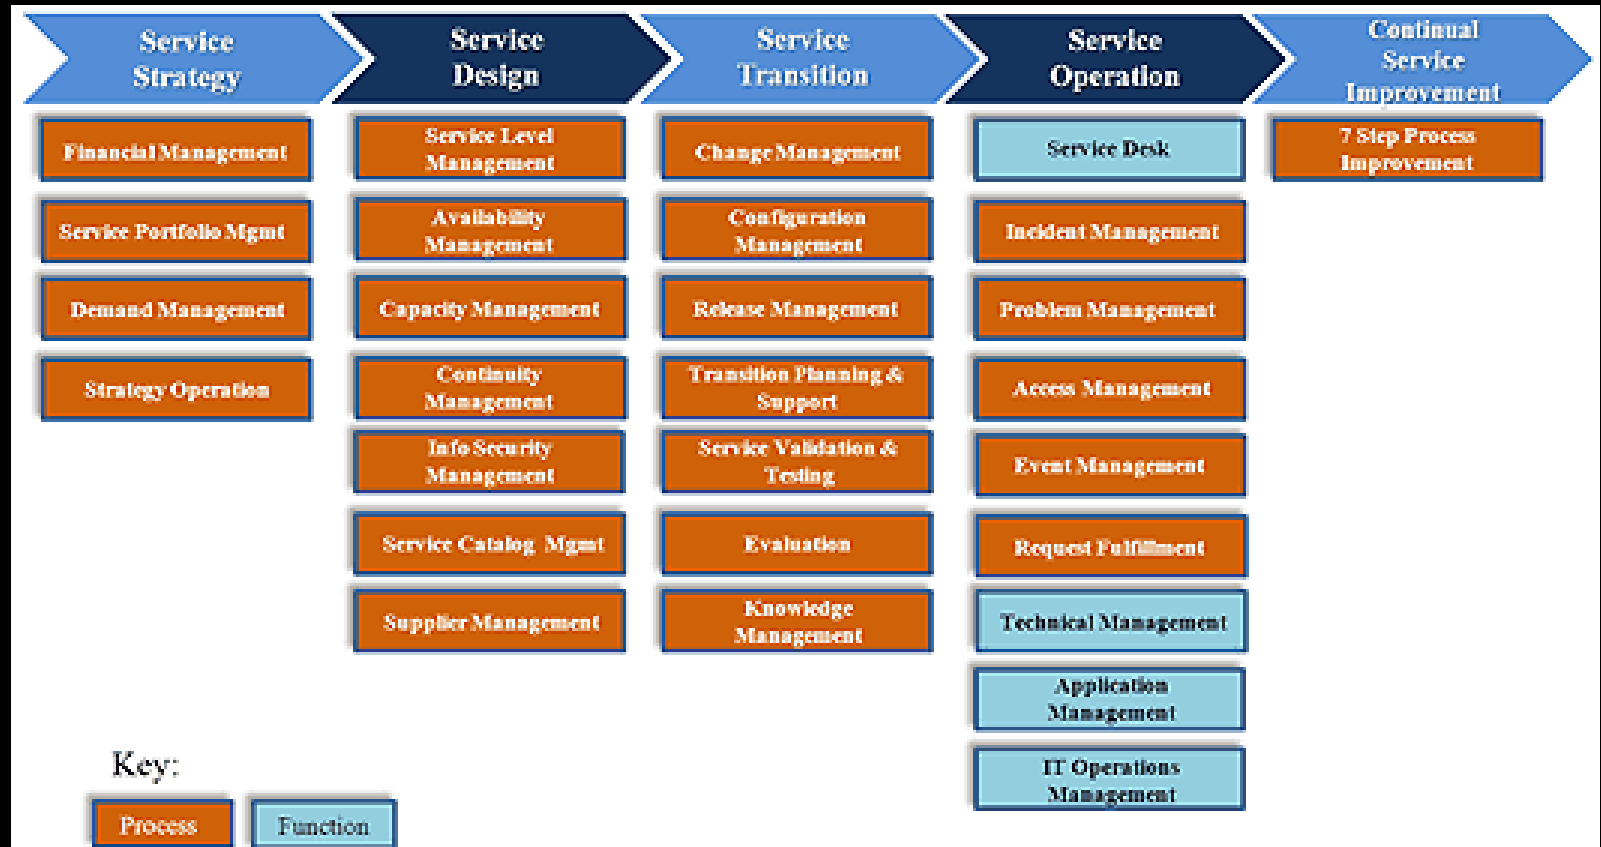 Service
Strategy
Service
Design
Service
Transition
Service
Operation
Continual
Service
Improvement
Financial Management
Service Portfolio Mgmt
Demand Management
Strategy Operation
Service Level
Management
Availability
Management
Capacity Management
Continuity
Management
Info Security
Management
Service Catalog Mgmt
Supplier Management
Change Management
Configuration
Management
Release Management
Transition Planning &
Support
Service Validation &
Testing
Evaluation
Knowledge
Management
Service Desk
Incident Management
Problem Management
Access Management
Event Management
Request Fulfillment
Technical Management
Application
Management
IT Operations
Management
7 Step Process
Improvement
Key:
Process
Function